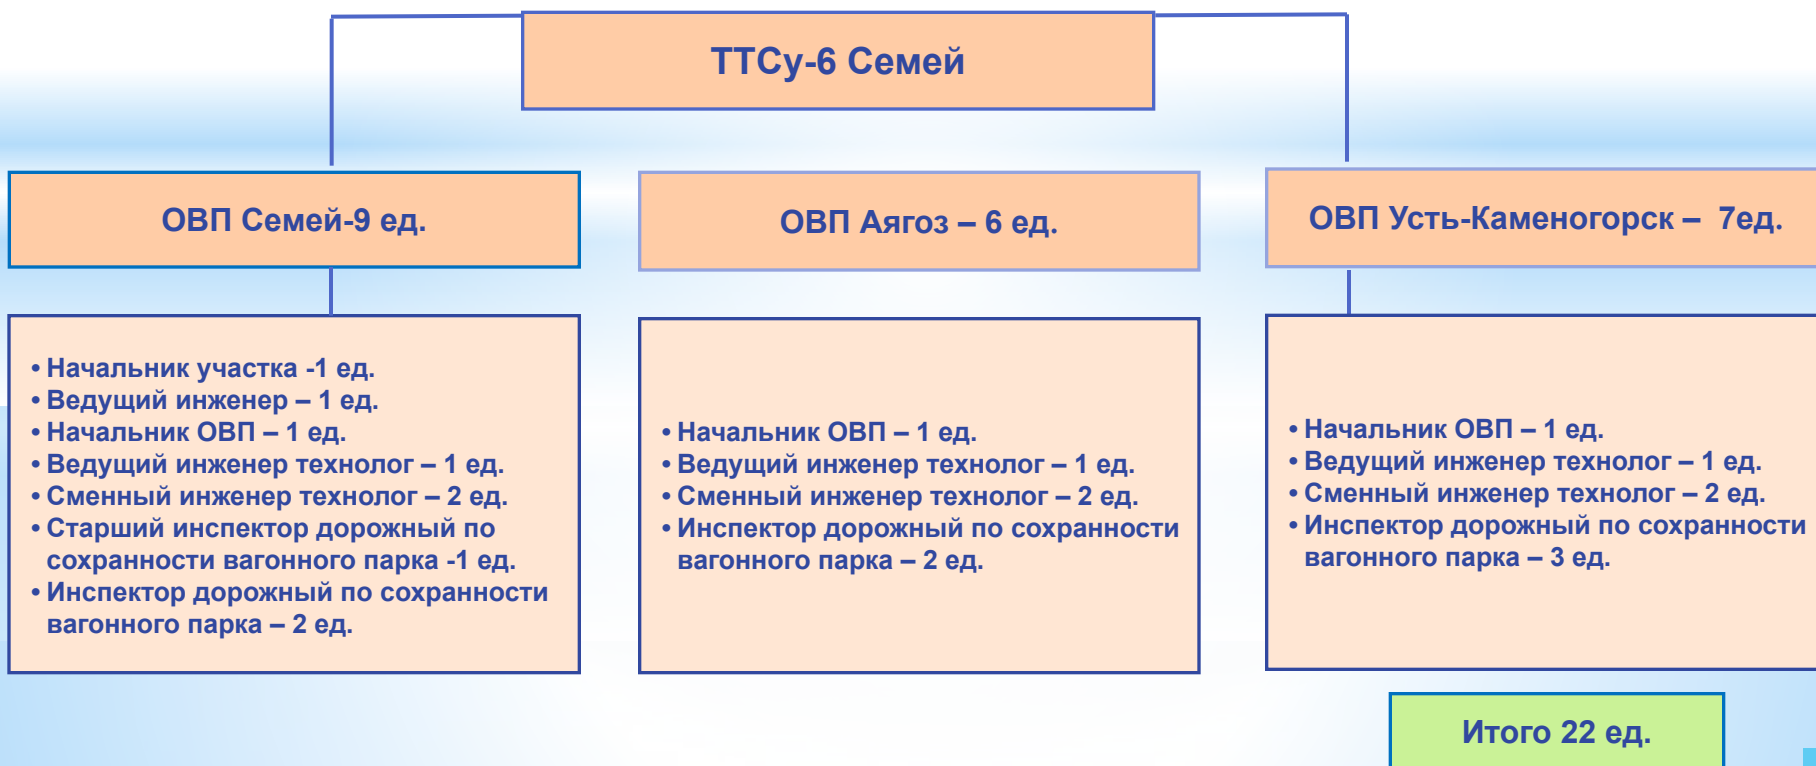 ТТСу-6 Семей
ОВП Семей-9 ед.
ОВП Аягоз – 6 ед.
ОВП Усть-Каменогорск –  7ед.
• Начальник участка -1 ед.
• Ведущий инженер – 1 ед.
• Начальник ОВП – 1 ед.
• Ведущий инженер технолог – 1 ед.
• Сменный инженер технолог – 2 ед.
• Старший инспектор дорожный по
сохранности вагонного парка -1 ед.
• Инспектор дорожный по сохранности
вагонного парка – 2 ед.
• Начальник ОВП – 1 ед.
• Ведущий инженер технолог – 1 ед.
• Сменный инженер технолог – 2 ед.
• Инспектор дорожный по сохранности
вагонного парка – 2 ед.
• Начальник ОВП – 1 ед.
• Ведущий инженер технолог – 1 ед.
• Сменный инженер технолог – 2 ед.
• Инспектор дорожный по сохранности
вагонного парка – 3 ед.
Итого 22 ед.